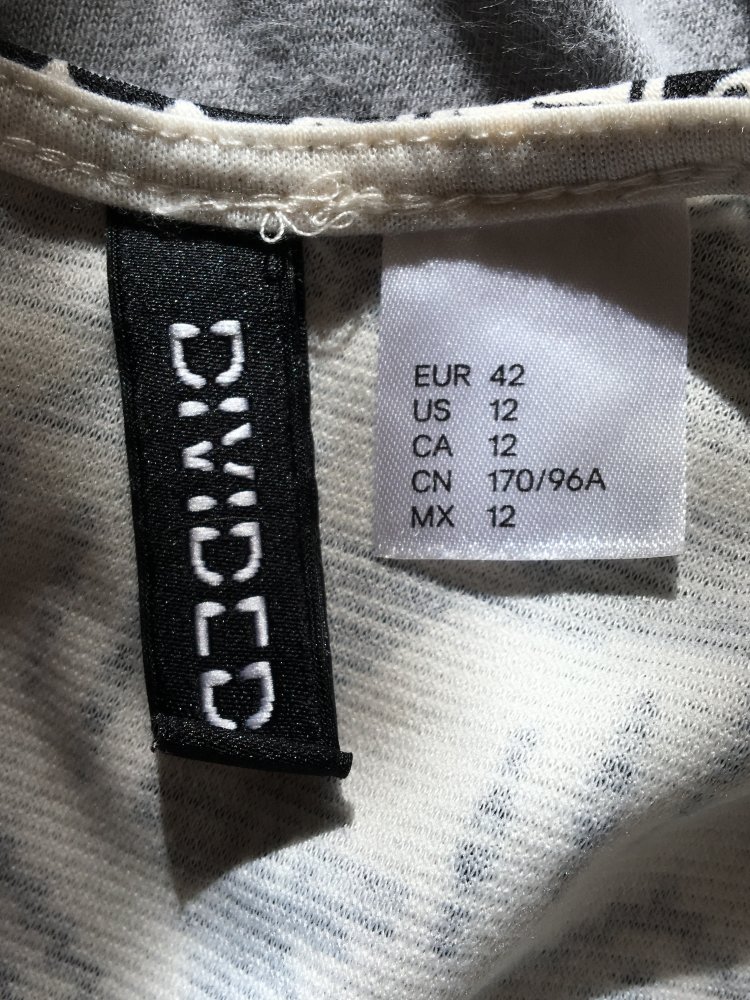 DIVIDED
EUR 42
US 12
CA 12
CN 170/96A
MX 12